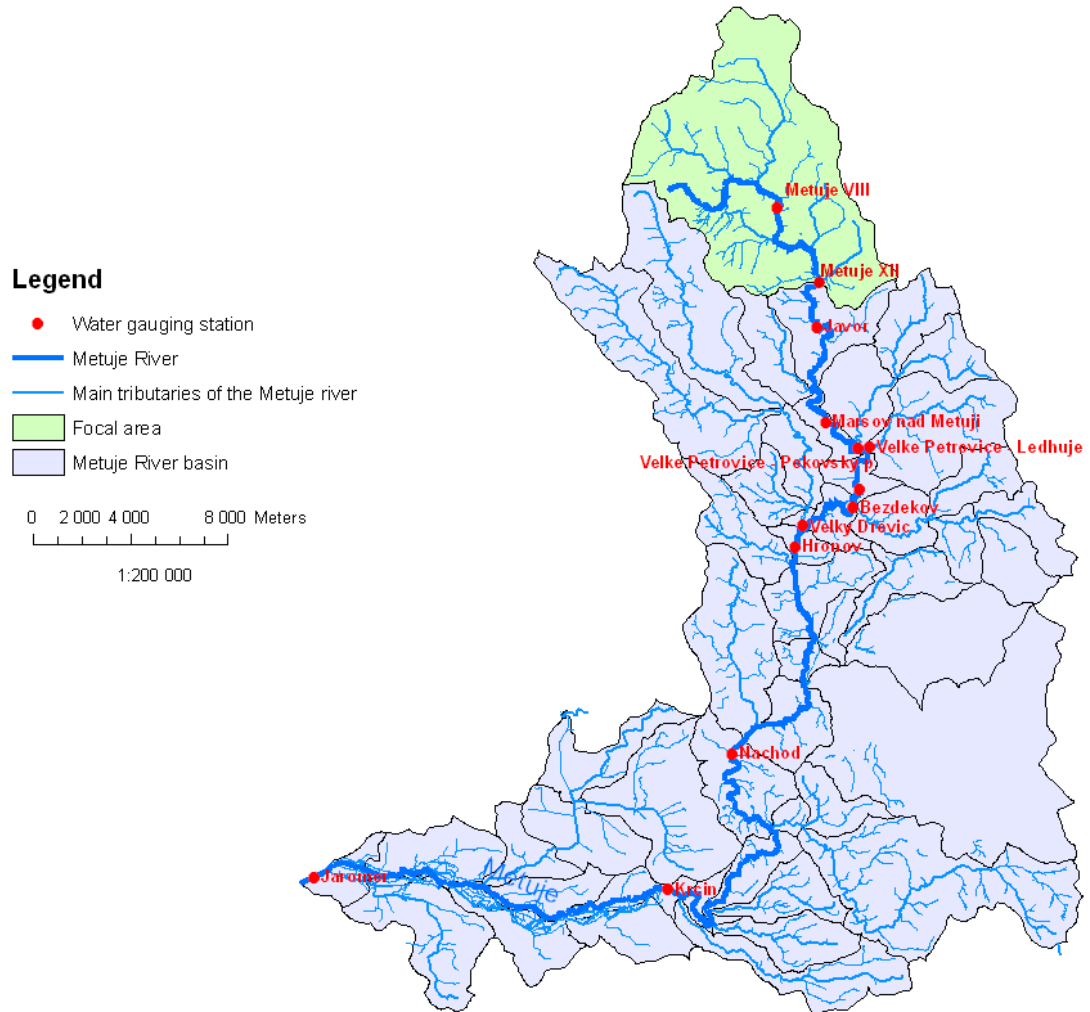 Metuje VIII
Metuje XII
Legend
Water gauging station
Javor
Metuje River
Main tributaries of the Metuje river
Marsov nad Metuji
Focal area
Velke Petrovice - Ledhuje
Metuje River basin
Velke Petrovice - Pekovsky p.
Bezdekov
0 2 000 4 000 8 000 Meters
Velky Drevic
Hronov
1:200 000
Nachod
Metuje
Jaromer
Krcin